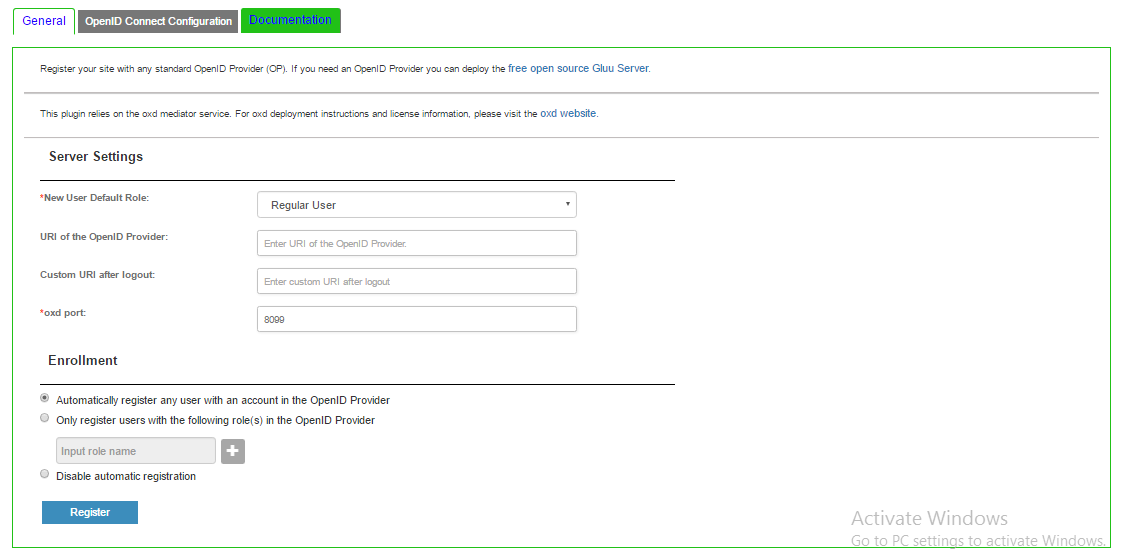 General OpenID Connect Configuration Documentation
Register your site with any standard OpenID Provider (OP). If you need an OpenID Provider you can deploy the free open source Gluu Server.
This plugin relies on the oxd mediator service. For oxd deployment instructions and license information, please visit the oxd website.
Server Settings
*New User Default Role:
Regular User
URI of the OpenID Provider:
Enter URI of the OpenID Provider.
Custom URI after logout:
Enter custom URI after logout
*oxd port:
8099
Enrollment
Automatically register any user with an account in the OpenID Provider
Only register users with the following role(s) in the OpenID Provider
Input role name
Disable automatic registration
Register
Activate Windows
Go to PC settings to activate Windows.